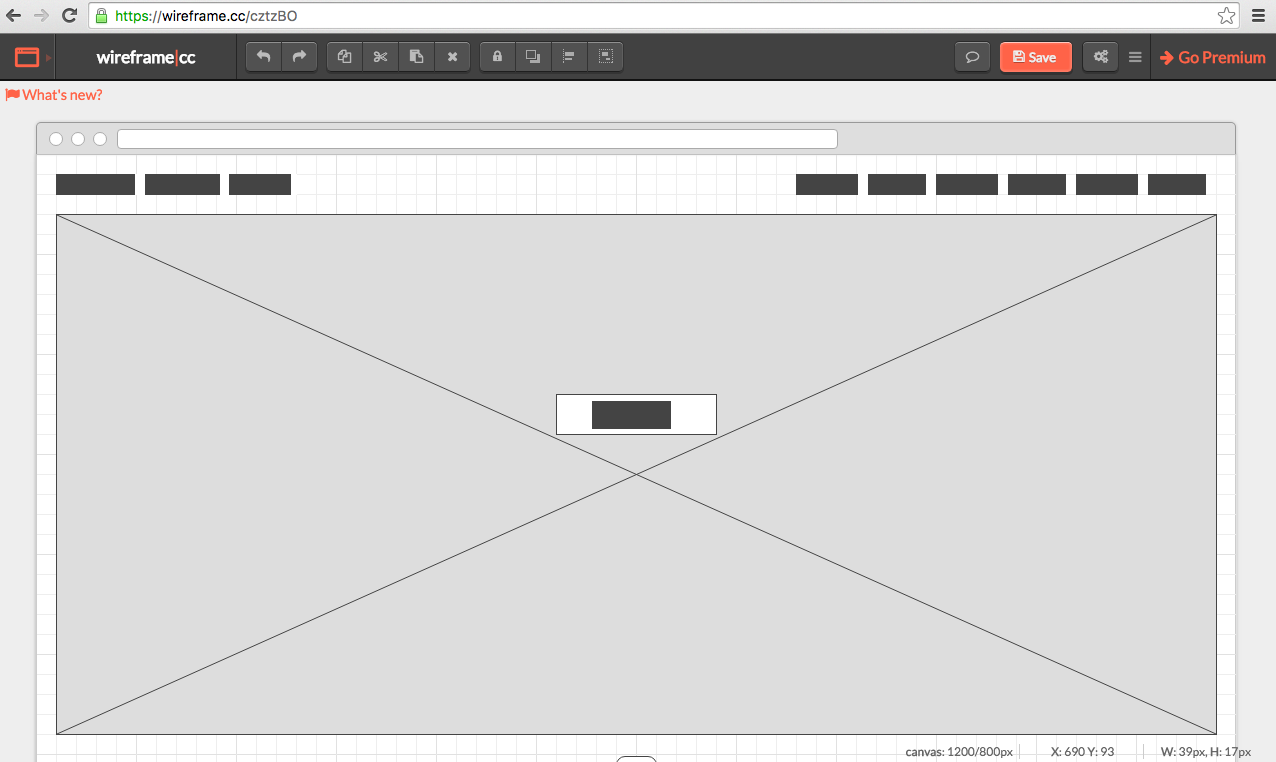 https://wireframe.cc/cztzBO
wireframe|cc
Save
Go Premium
What's new?
canvas: 1200/800px
X: 690 Y: 93
W: 39px, H: 17px